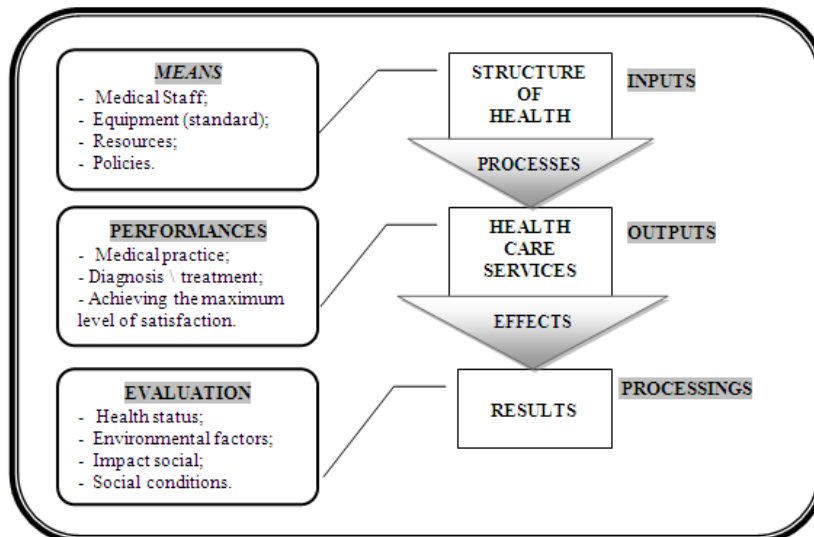 MEANS
- Medical Staff;
- Equipment (standard);
- Resources;
- Policies.
STRUCTURE
OF
HEALTH
INPUTS
PROCESSES
PERFORMANCES
- Medical practice;
- Diagnosis \ treatment;
- Achieving the maximum
level of satisfaction.
HEALTH
CARE
SERVICES
OUTPUTS
EFFECTS
EVALUATION
- Health status;
- Environmental factors;
- Impact social;
- Social conditions.
RESULTS
PROCESSINGS